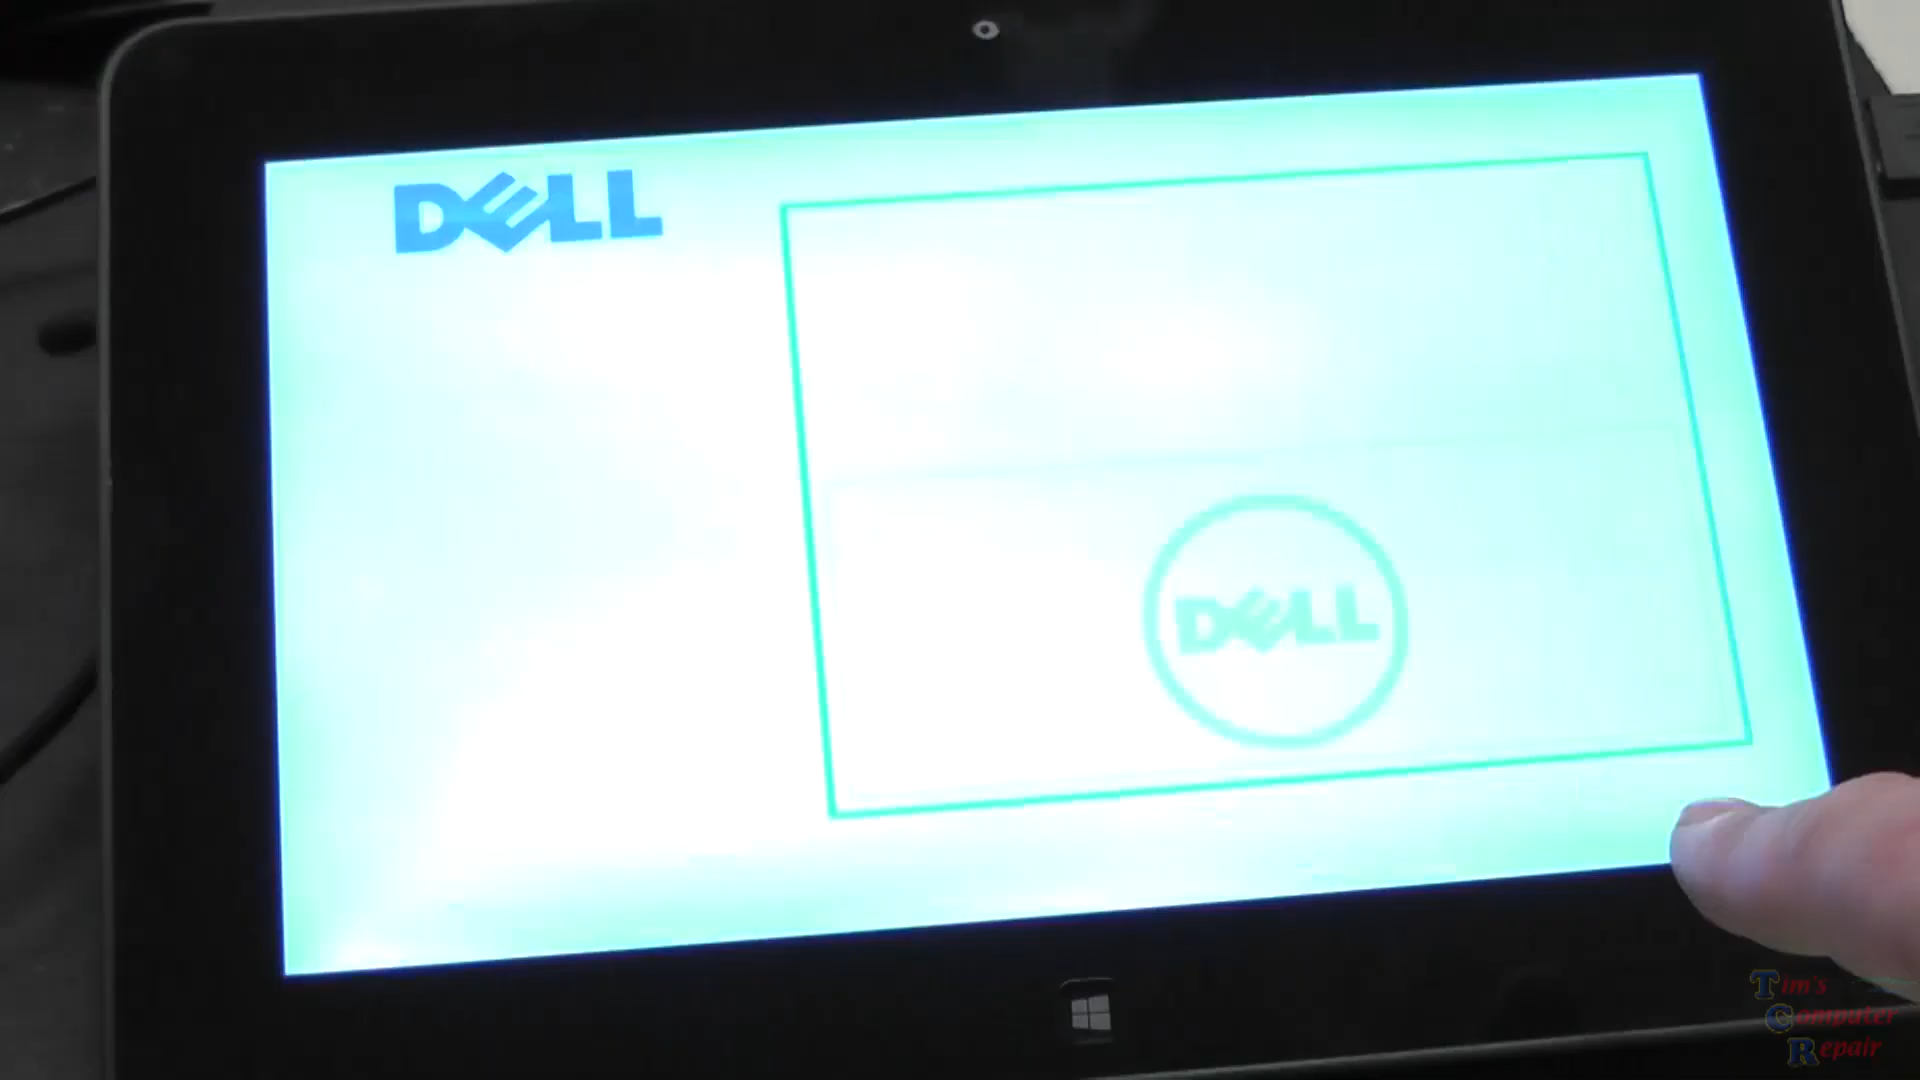 DELL
DELL
Tim's
Computer
Repair